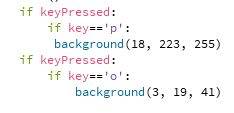 if keyPressed:
    if key=='p':
     background(18, 223, 255)
if keyPressed:
    if key=='o':
        background(3, 19, 41)